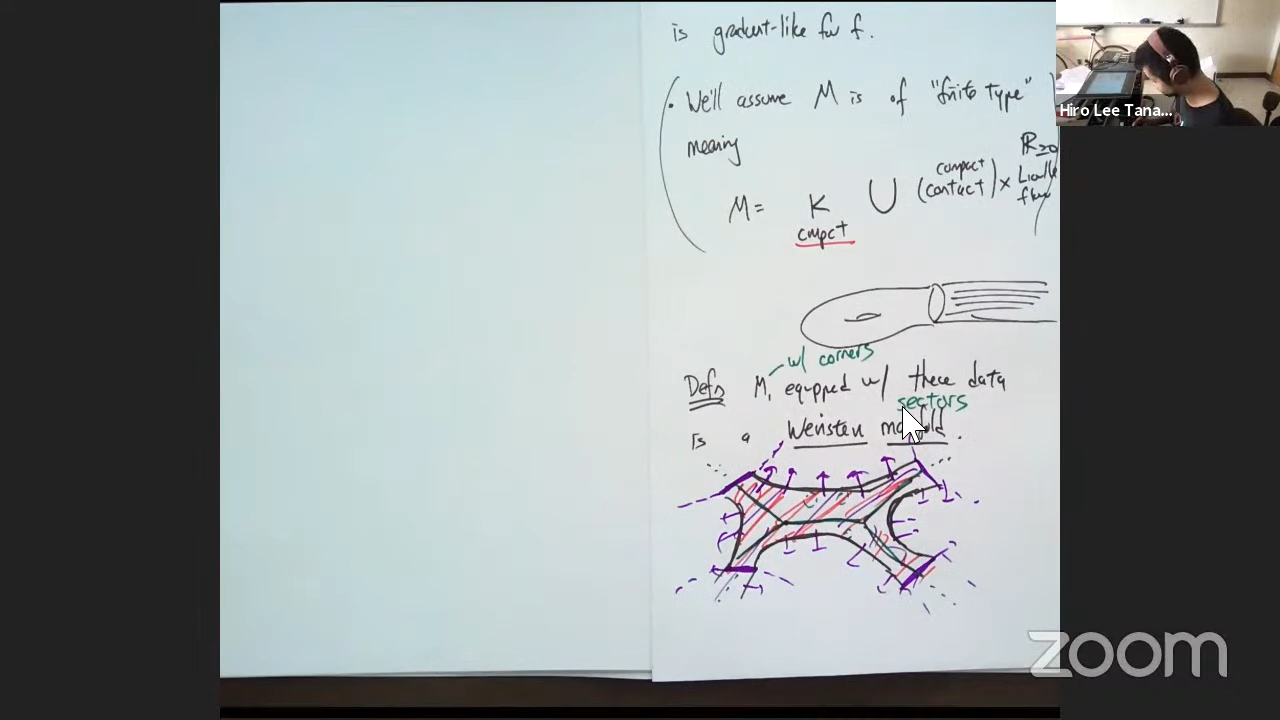 is gradient-like for f.
( • We'll assume M is of "finite type"
meaning
M = K ∪ (compact contact) × ℝ≥0 Liouville flow )
cmpct
w/ corners
Defn M, equipped w/ these data
sectors
is a Weinstein manifold.
Hiro Lee Tana...
zoom